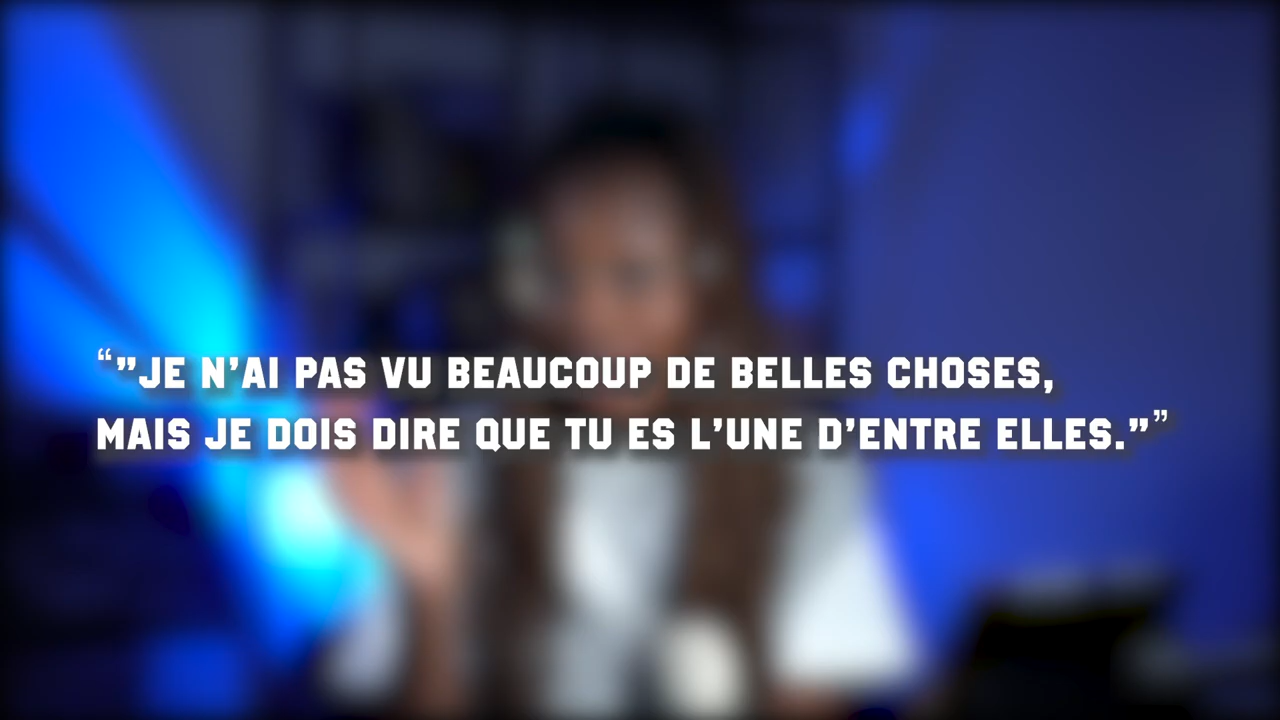 “”JE N’AI PAS VU BEAUCOUP DE BELLES CHOSES,
MAIS JE DOIS DIRE QUE TU ES L’UNE D’ENTRE ELLES.””